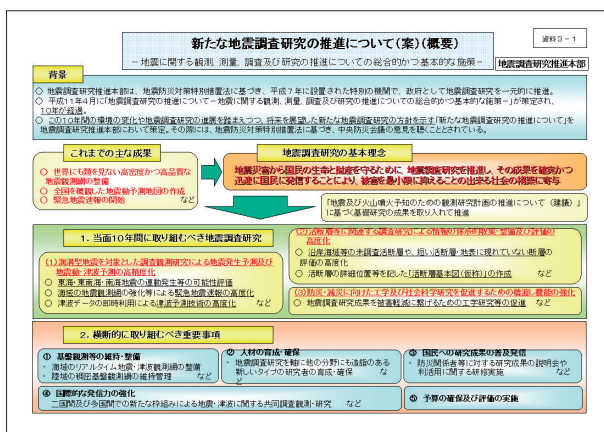 資料3-1
新たな地震調査研究の推進について(案)(概要)
-地震に関する観測、測量、調査及び研究の推進についての総合的かつ基本的な施策-
地震調査研究推進本部
背景
○ 地震調査研究推進本部は、地震防災対策特別措置法に基づき、平成7年に設置された特別の機関で、政府として地震調査研究を一元的に推進。
○ 平成11年4月に「地震調査研究の推進について-地震に関する観測、測量、調査及び研究の推進についての総合的かつ基本的な施策-」が策定され、
10年が経過。
○ この10年間の環境の変化や地震調査研究の進展を踏まえつつ、将来を展望した新たな地震調査研究の方針を示す「新たな地震調査研究の推進について」を
地震調査研究推進本部において策定。その際には、地震防災対策特別措置法に基づき、中央防災会議の意見を聴くこととされている。
これまでの主な成果
○ 世界にも類を見ない高密度かつ高品質な
地震観測網の整備
○ 全国を概観した地震動予測地図の作成
○ 緊急地震速報の開始 など
地震調査研究の基本理念
地震災害から国民の生命と財産を守るために、地震調査研究を推進し、その成果を確実かつ
迅速に国民に発信することにより、被害を最小限に抑えることの出来る社会の構築に寄与
「地震及び火山噴火予知のための観測研究計画の推進について(建議)」
に基づく基礎研究の成果を取り入れて推進
1. 当面10年間に取り組むべき地震調査研究
(1)海溝型地震を対象とした調査観測研究による地震発生予測及び
地震動・津波予測の高精度化
○ 東海・東南海・南海地震の連動発生等の可能性評価
○ 海域の地震観測網の強化等による緊急地震速報の高度化
○ 津波データの即時利用による津波予測技術の高度化 など
(2)活断層等に関連する調査研究による情報の体系的収集・整備及び評価の
高度化
○ 沿岸海域等の未調査活断層や、短い活断層・地表に現れていない断層の
評価の高度化
○ 活断層の詳細位置等を記した「活断層基本図(仮称)」の作成 など
(3)防災・減災に向けた工学及び社会科学研究を促進するための橋渡し機能の強化
○ 地震調査研究成果を被害軽減に繋げるための工学研究等の促進 など
2. 横断的に取り組むべき重要事項
① 基盤観測等の維持・整備
・ 海域のリアルタイム地震・津波観測網の整備
・ 陸域の稠密基盤観測網の維持管理 など
② 人材の育成・確保
・ 地震調査研究を軸に他の分野にも造詣のある
新しいタイプの研究者の育成・確保 な
ど
③ 国民への研究成果の普及発信
・ 防災関係者等に対する研究成果の説明会や
利活用に関する研修実施 など
④ 国際的な発信力の強化
二国間及び多国間での新たな枠組みによる地震・津波に関する共同調査観測・研究 など
⑤ 予算の確保及び評価の実施